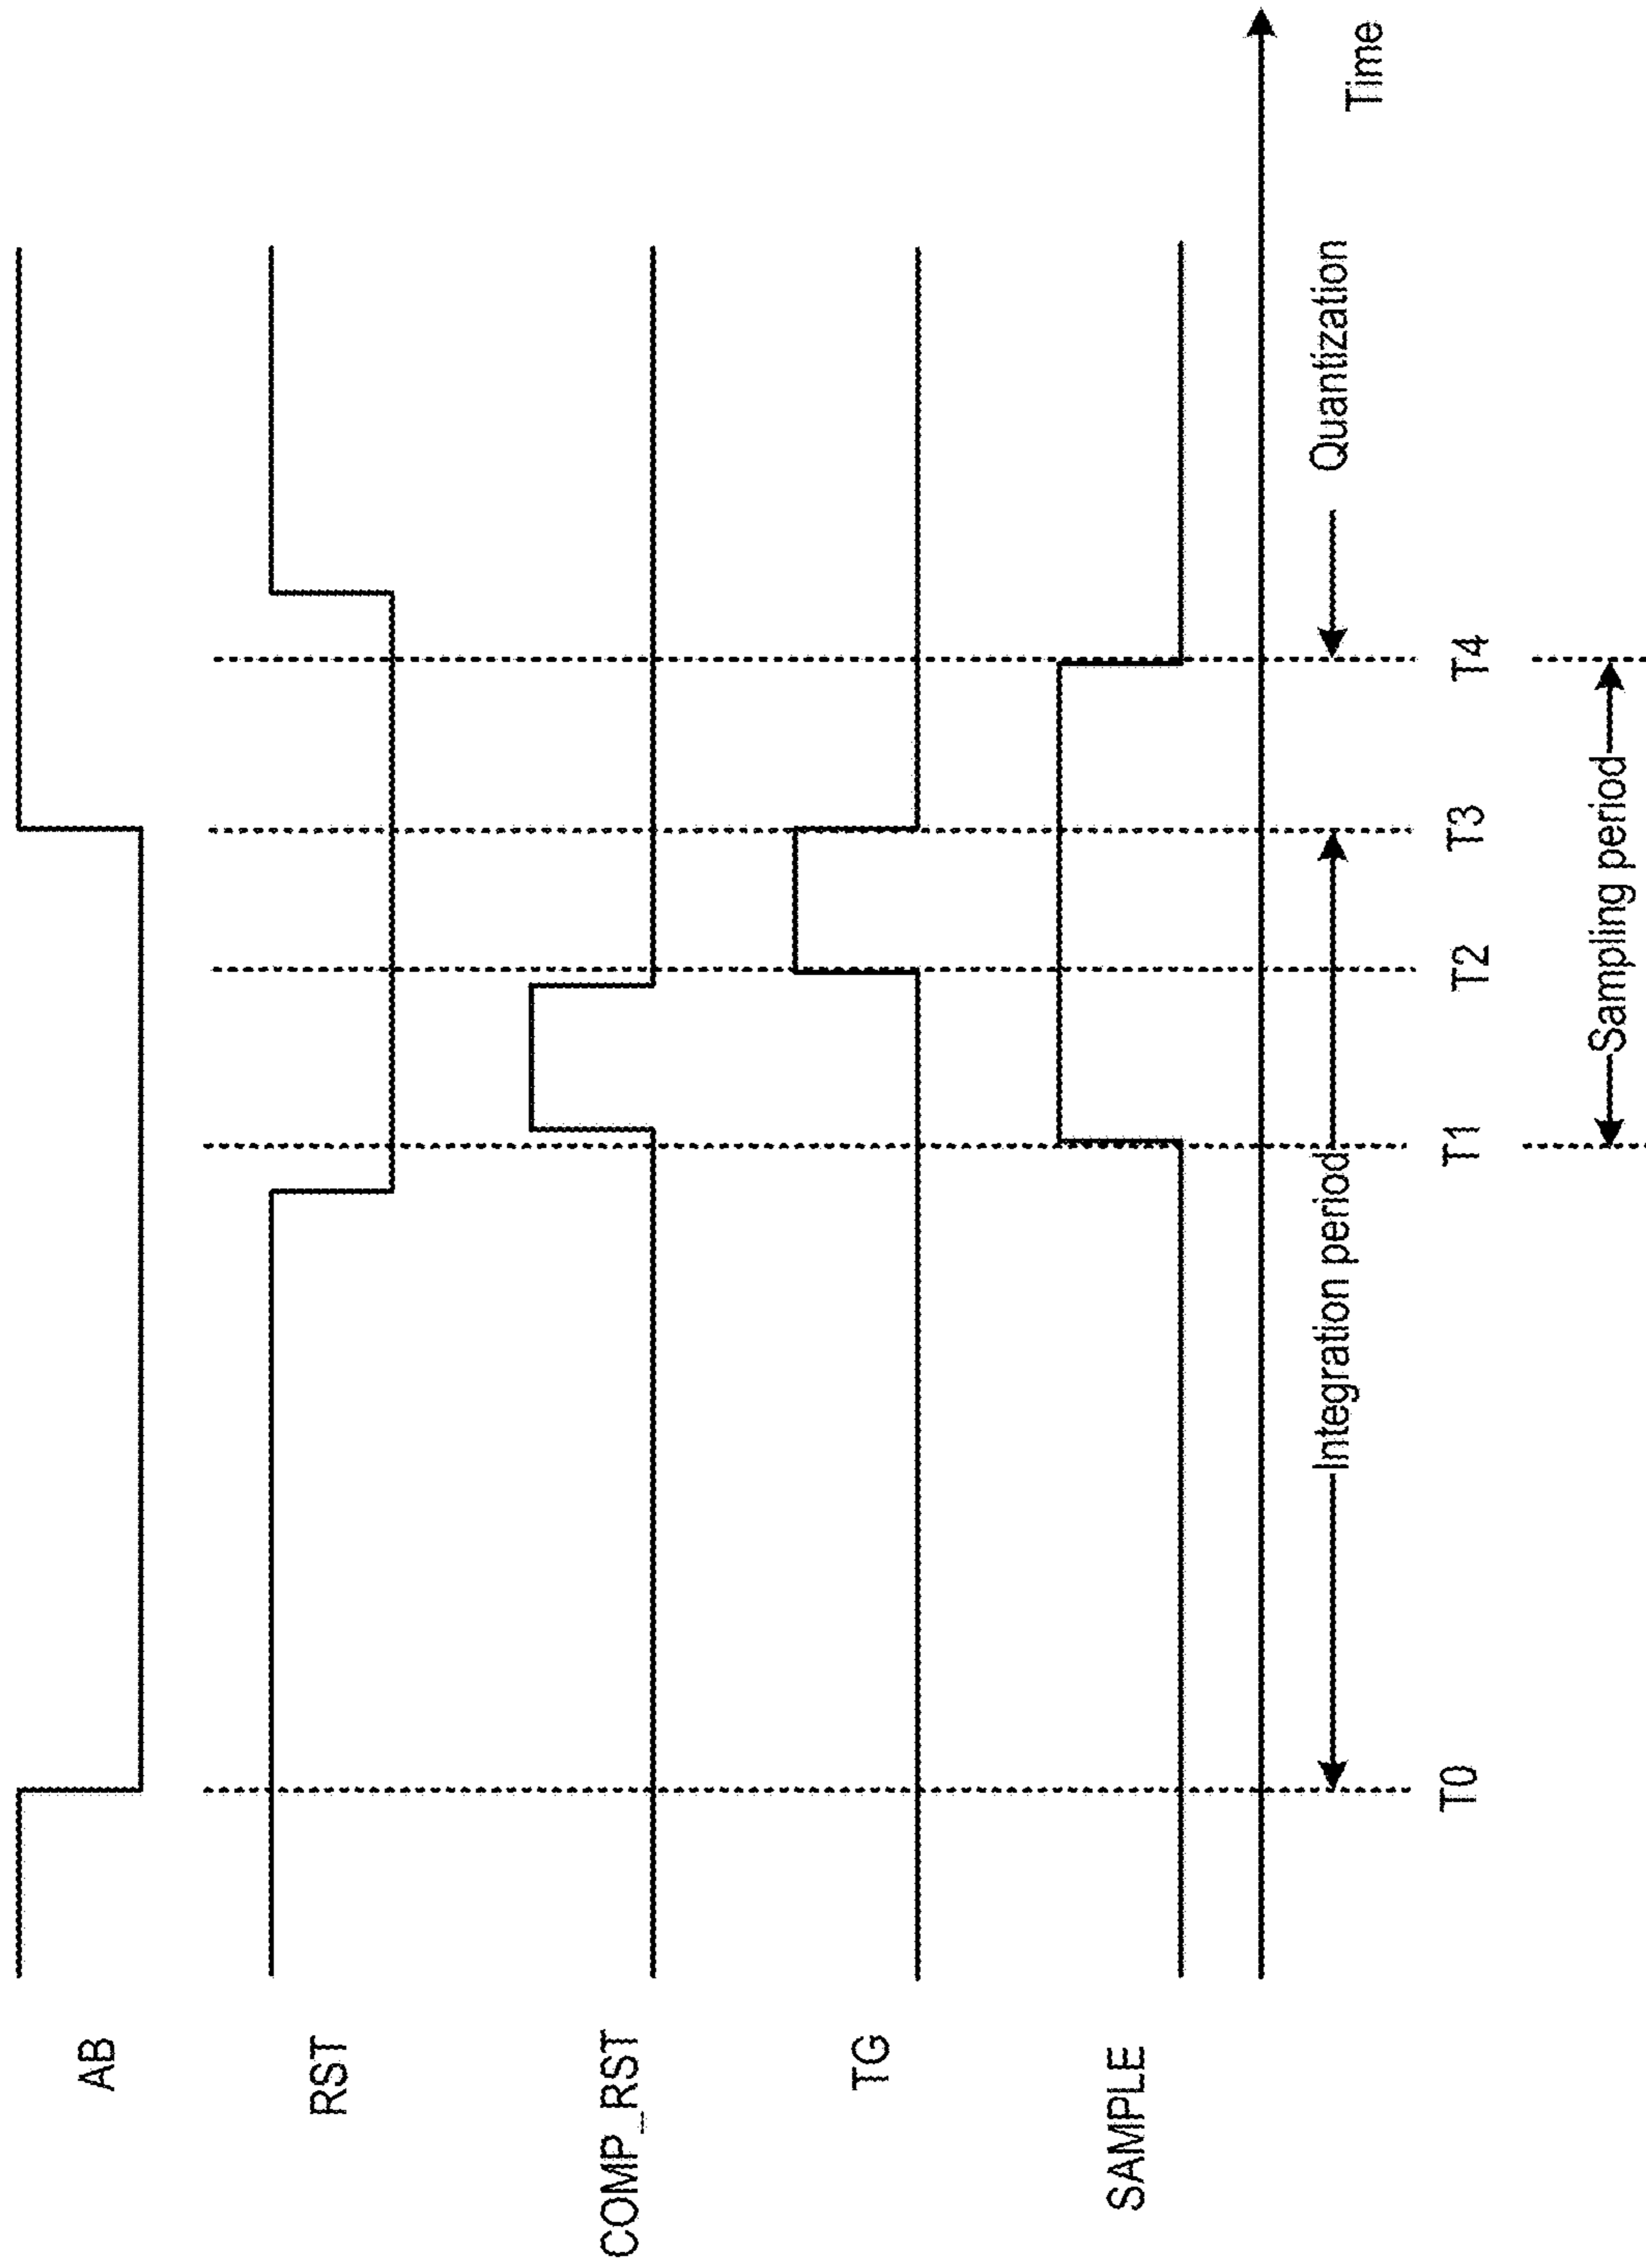 AB
RST
COMP_RST
TG
SAMPLE
Time
Integration period
Quantization
T0
T1
T2
T3
T4
Sampling period